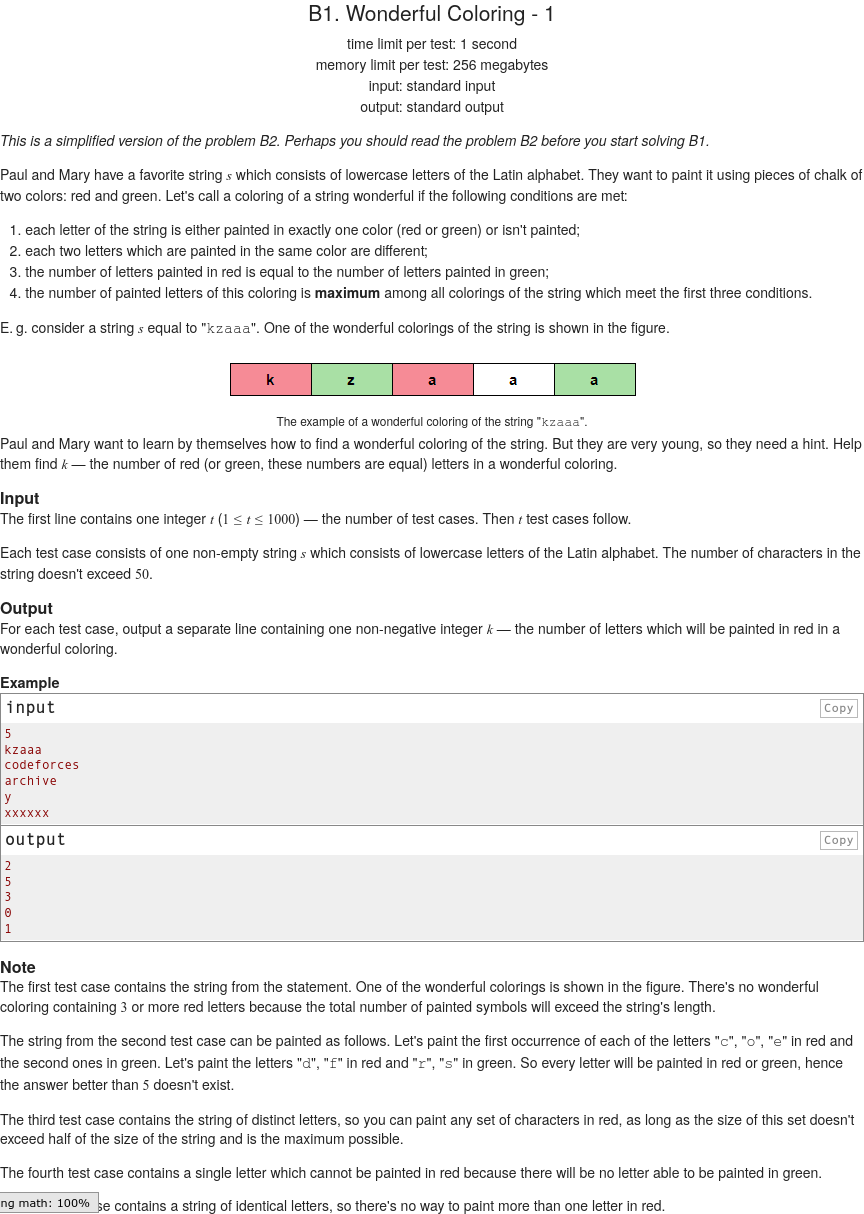 B1. Wonderful Coloring - 1
time limit per test: 1 second
memory limit per test: 256 megabytes
input: standard input
output: standard output
This is a simplified version of the problem B2. Perhaps you should read the problem B2 before you start solving B1.
Paul and Mary have a favorite string s which consists of lowercase letters of the Latin alphabet. They want to paint it using pieces of chalk of
two colors: red and green. Let's call a coloring of a string wonderful if the following conditions are met:
1. each letter of the string is either painted in exactly one color (red or green) or isn't painted;
2. each two letters which are painted in the same color are different;
3. the number of letters painted in red is equal to the number of letters painted in green;
4. the number of painted letters of this coloring is maximum among all colorings of the string which meet the first three conditions.
E. g. consider a string s equal to "kzaaa". One of the wonderful colorings of the string is shown in the figure.
k z a a a
The example of a wonderful coloring of the string "kzaaa".
Paul and Mary want to learn by themselves how to find a wonderful coloring of the string. But they are very young, so they need a hint. Help
them find k — the number of red (or green, these numbers are equal) letters in a wonderful coloring.
Input
The first line contains one integer t (1 ≤ t ≤ 1000) — the number of test cases. Then t test cases follow.
Each test case consists of one non-empty string s which consists of lowercase letters of the Latin alphabet. The number of characters in the
string doesn't exceed 50.
Output
For each test case, output a separate line containing one non-negative integer k — the number of letters which will be painted in red in a
wonderful coloring.
Example
input Copy
5
kzaaa
codeforces
archive
y
xxxxxx
output Copy
2
5
3
0
1
Note
The first test case contains the string from the statement. One of the wonderful colorings is shown in the figure. There's no wonderful
coloring containing 3 or more red letters because the total number of painted symbols will exceed the string's length.
The string from the second test case can be painted as follows. Let's paint the first occurrence of each of the letters "c", "o", "e" in red and
the second ones in green. Let's paint the letters "d", "f" in red and "r", "s" in green. So every letter will be painted in red or green, hence
the answer better than 5 doesn't exist.
The third test case contains the string of distinct letters, so you can paint any set of characters in red, as long as the size of this set doesn't
exceed half of the size of the string and is the maximum possible.
The fourth test case contains a single letter which cannot be painted in red because there will be no letter able to be painted in green.
ng math: 100% se contains a string of identical letters, so there's no way to paint more than one letter in red.